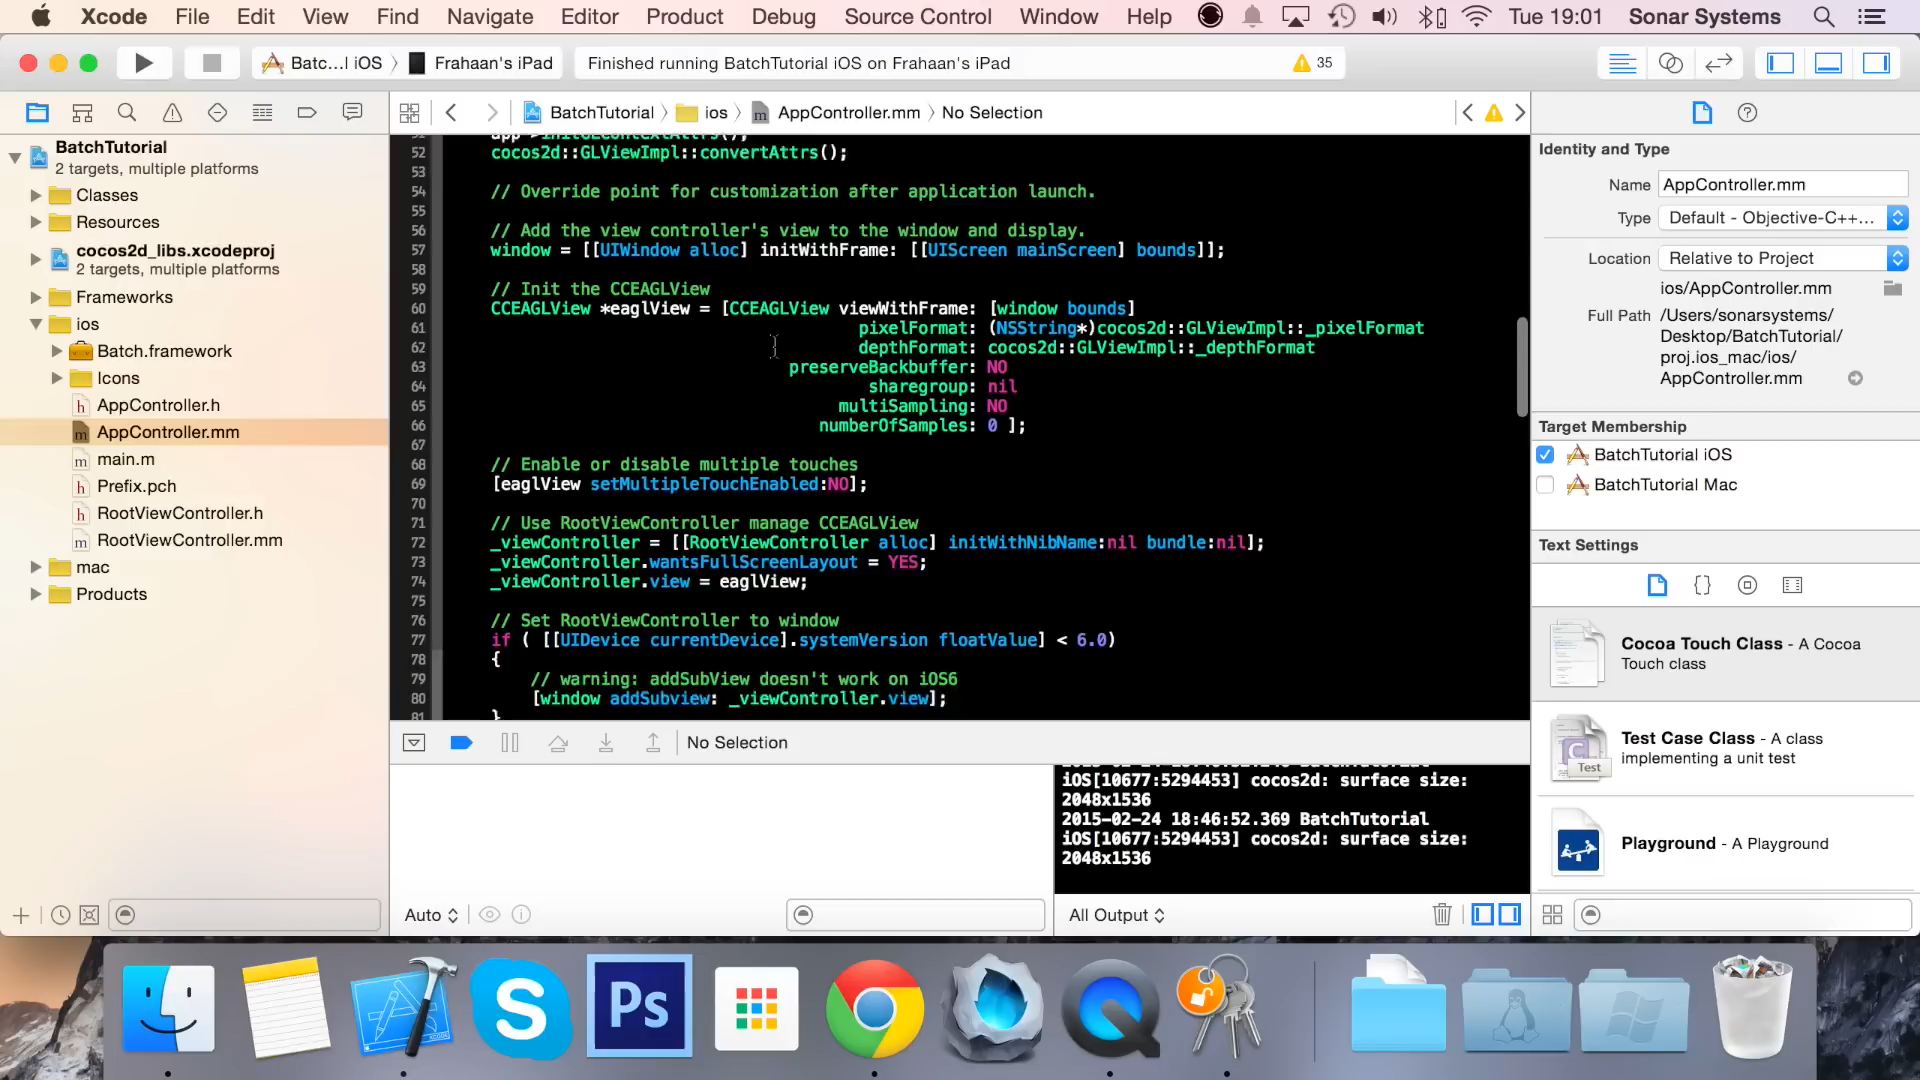 Xcode File Edit View Find Navigate Editor Product Debug Source Control Window Help Tue 19:01 Sonar Systems
Batc...l iOS Frahaan's iPad Finished running BatchTutorial iOS on Frahaan's iPad 35
BatchTutorial ios AppController.mm No Selection
BatchTutorial
2 targets, multiple platforms
Classes
Resources
cocos2d_libs.xcodeproj
2 targets, multiple platforms
Frameworks
ios
Batch.framework
Icons
AppController.h
AppController.mm
main.m
Prefix.pch
RootViewController.h
RootViewController.mm
mac
Products
51 app->initGLContextAttrs();
52 cocos2d::GLViewImpl::convertAttrs();
53
54 // Override point for customization after application launch.
55
56 // Add the view controller's view to the window and display.
57 window = [[UIWindow alloc] initWithFrame: [[UIScreen mainScreen] bounds]];
58
59 // Init the CCEAGLView
60 CCEAGLView *eaglView = [CCEAGLView viewWithFrame: [window bounds]
61 pixelFormat: (NSString*)cocos2d::GLViewImpl::_pixelFormat
62 depthFormat: cocos2d::GLViewImpl::_depthFormat
63 preserveBackbuffer: NO
64 sharegroup: nil
65 multiSampling: NO
66 numberOfSamples: 0 ];
67
68 // Enable or disable multiple touches
69 [eaglView setMultipleTouchEnabled:NO];
70
71 // Use RootViewController manage CCEAGLView
72 _viewController = [[RootViewController alloc] initWithNibName:nil bundle:nil];
73 _viewController.wantsFullScreenLayout = YES;
74 _viewController.view = eaglView;
75
76 // Set RootViewController to window
77 if ( [[UIDevice currentDevice].systemVersion floatValue] < 6.0)
78 {
79 // warning: addSubView doesn't work on iOS6
80 [window addSubview: _viewController.view];
81 }
No Selection
iOS[10677:5294453] cocos2d: surface size:
2048x1536
2015-02-24 18:46:52.369 BatchTutorial
iOS[10677:5294453] cocos2d: surface size:
2048x1536
Auto
All Output
Identity and Type
Name AppController.mm
Type Default - Objective-C++...
Location Relative to Project
ios/AppController.mm
Full Path /Users/sonarsystems/
Desktop/BatchTutorial/
proj.ios_mac/ios/
AppController.mm
Target Membership
BatchTutorial iOS
BatchTutorial Mac
Text Settings
Cocoa Touch Class - A Cocoa
Touch class
Test Case Class - A class
implementing a unit test
Test
Playground - A Playground
Ps